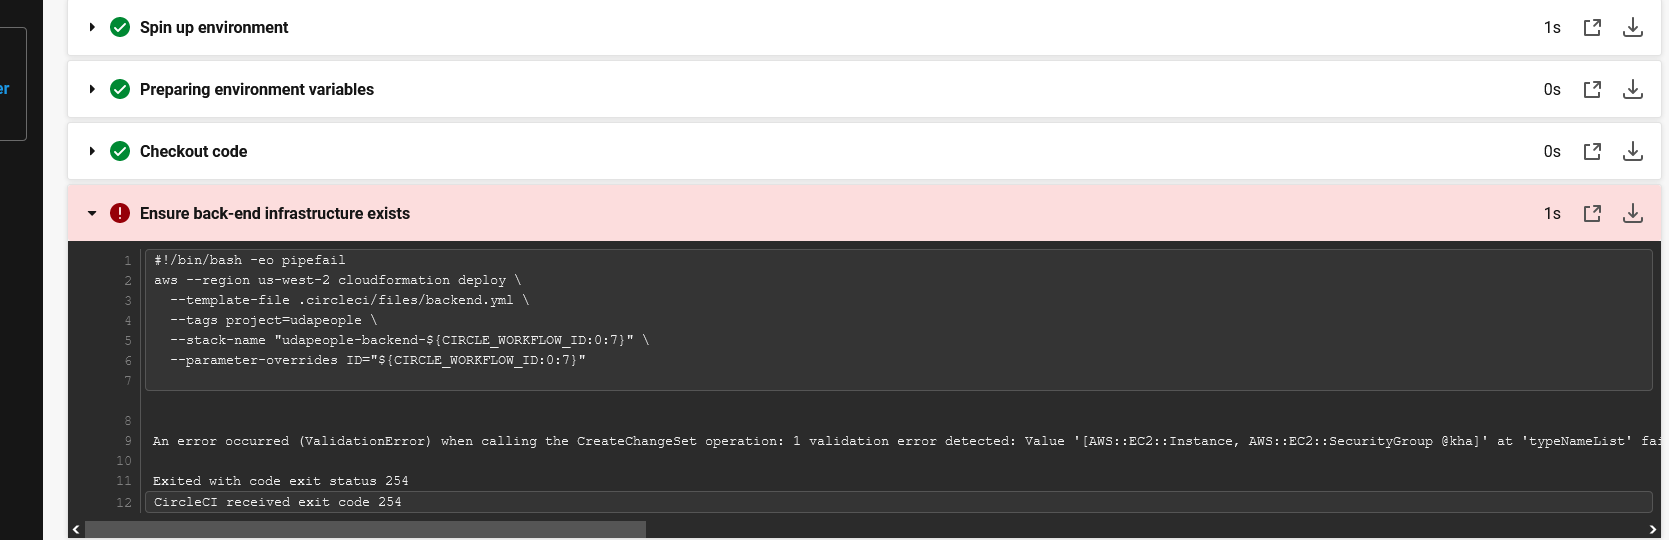 er
Spin up environment 1s
Preparing environment variables 0s
Checkout code 0s
Ensure back-end infrastructure exists 1s
1 #!/bin/bash -eo pipefail
2 aws --region us-west-2 cloudformation deploy \
3 --template-file .circleci/files/backend.yml \
4 --tags project=udapeople \
5 --stack-name "udapeople-backend-${CIRCLE_WORKFLOW_ID:0:7}" \
6 --parameter-overrides ID="${CIRCLE_WORKFLOW_ID:0:7}"
7
8
9 An error occurred (ValidationError) when calling the CreateChangeSet operation: 1 validation error detected: Value '[AWS::EC2::Instance, AWS::EC2::SecurityGroup @kha]' at 'typeNameList' fai
10
11 Exited with code exit status 254
12 CircleCI received exit code 254